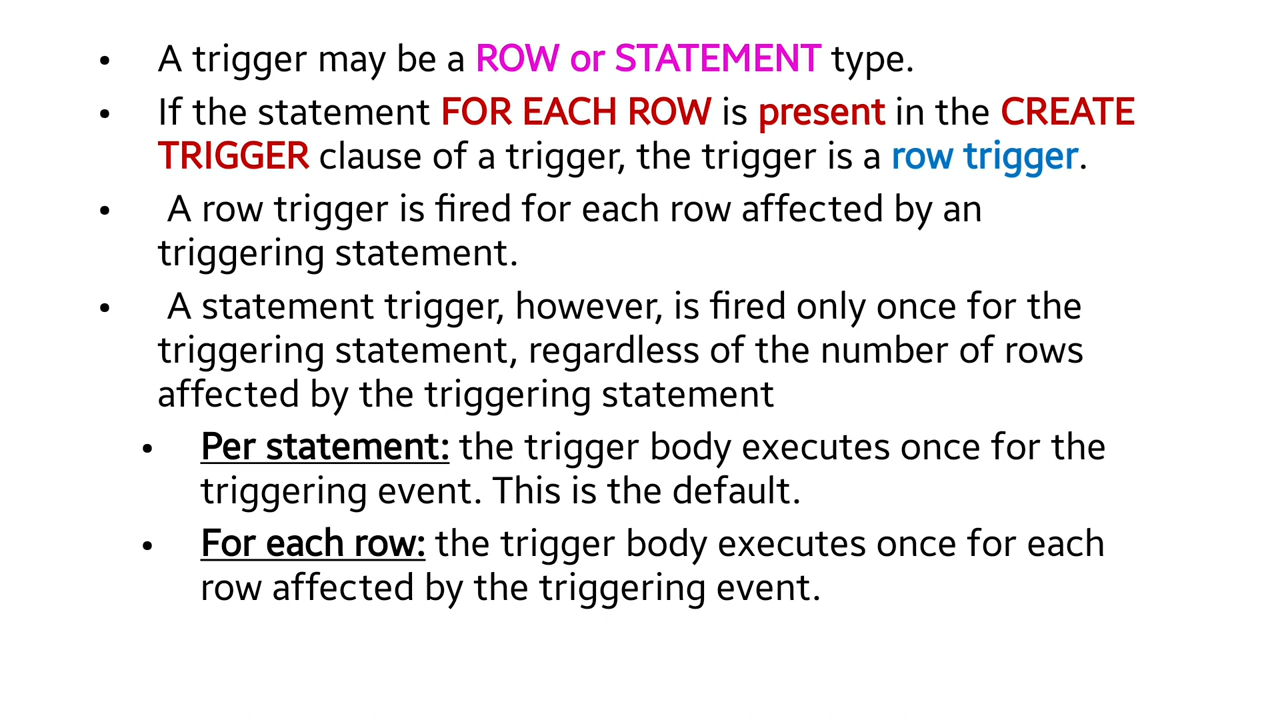 • A trigger may be a ROW or STATEMENT type.
• If the statement FOR EACH ROW is present in the CREATE
TRIGGER clause of a trigger, the trigger is a row trigger.
• A row trigger is fired for each row affected by an
triggering statement.
• A statement trigger, however, is fired only once for the
triggering statement, regardless of the number of rows
affected by the triggering statement
• Per statement: the trigger body executes once for the
triggering event. This is the default.
• For each row: the trigger body executes once for each
row affected by the triggering event.